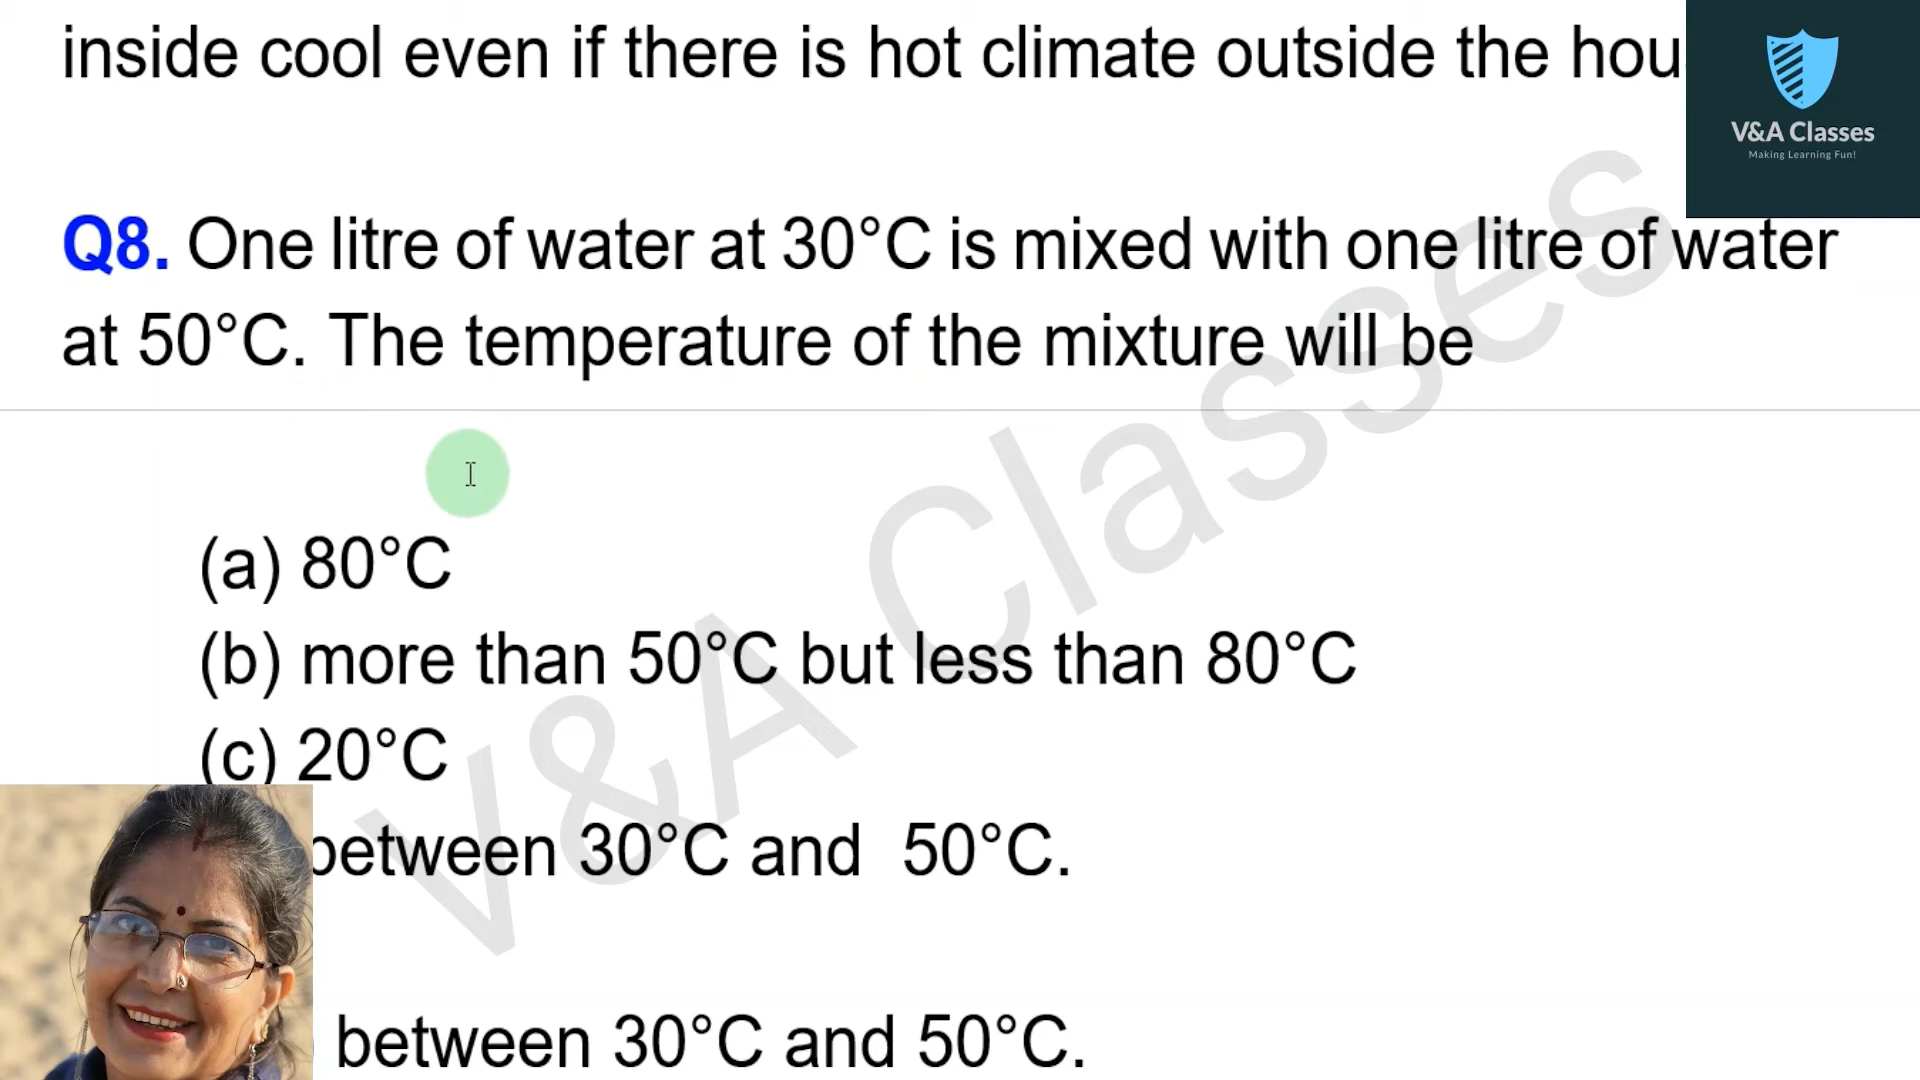 inside cool even if there is hot climate outside the
V&A Classes
Making Learning Fun!
Q8. One litre of water at 30°C is mixed with one litre of water
at 50°C. The temperature of the mixture will be
(a) 80°C
(b) more than 50°C but less than 80°C
(c) 20°C
between 30°C and 50°C.
between 30°C and 50°C.
V&A Classes